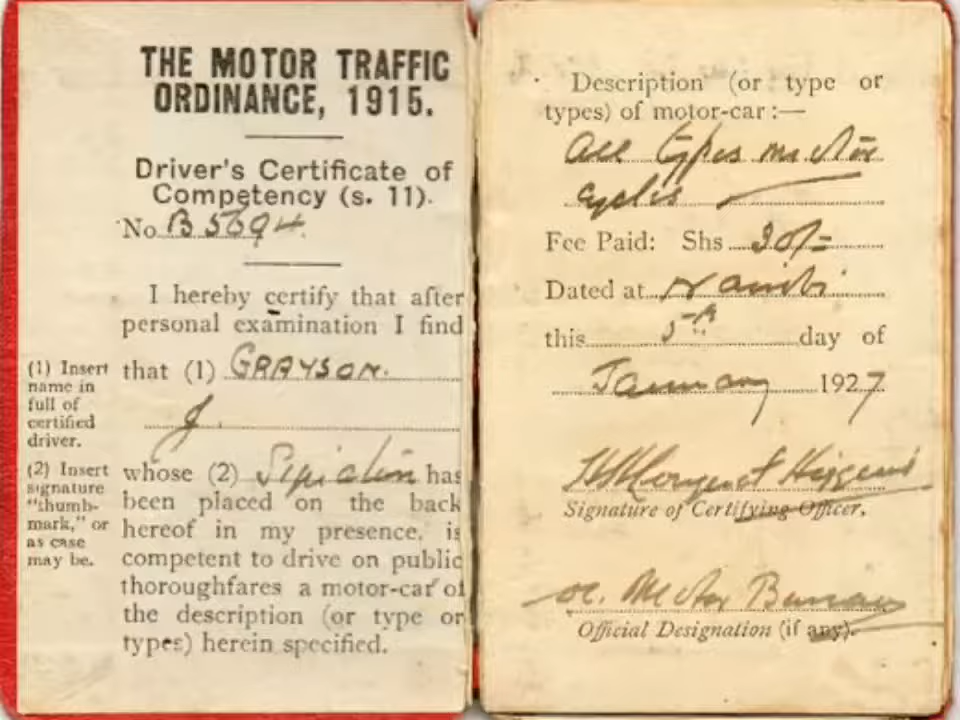 THE MOTOR TRAFFIC
ORDINANCE, 1915.
Driver's Certificate of
Competency (s. 11).
No B 5694.
I hereby certify that after
personal examination I find
(1) Insert
name in
full of
certified
driver.
that (1) GRAYSON.
J.
(2) Insert
signature
"thumb-
mark," or
as case
may be.
whose (2) Signature has
been placed on the back
hereof in my presence, is
competent to drive on public
thoroughfares a motor-car of
the description (or type or
types) herein specified.
Description (or type or
types) of motor-car :—
All types motor
cycles
Fee Paid: Shs 30/=
Dated at Nairobi
this 5th day of
January 1927
Higgens
Signature of Certifying Officer.
Motor Bureau
Official Designation (if any).